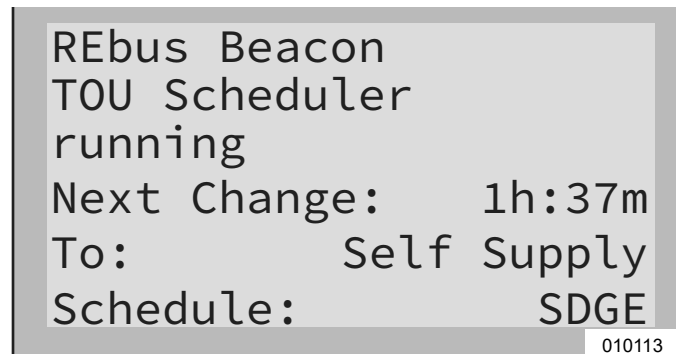 REbus Beacon
TOU Scheduler
running
Next Change: 1h:37m
To: Self Supply
Schedule: SDGE
010113